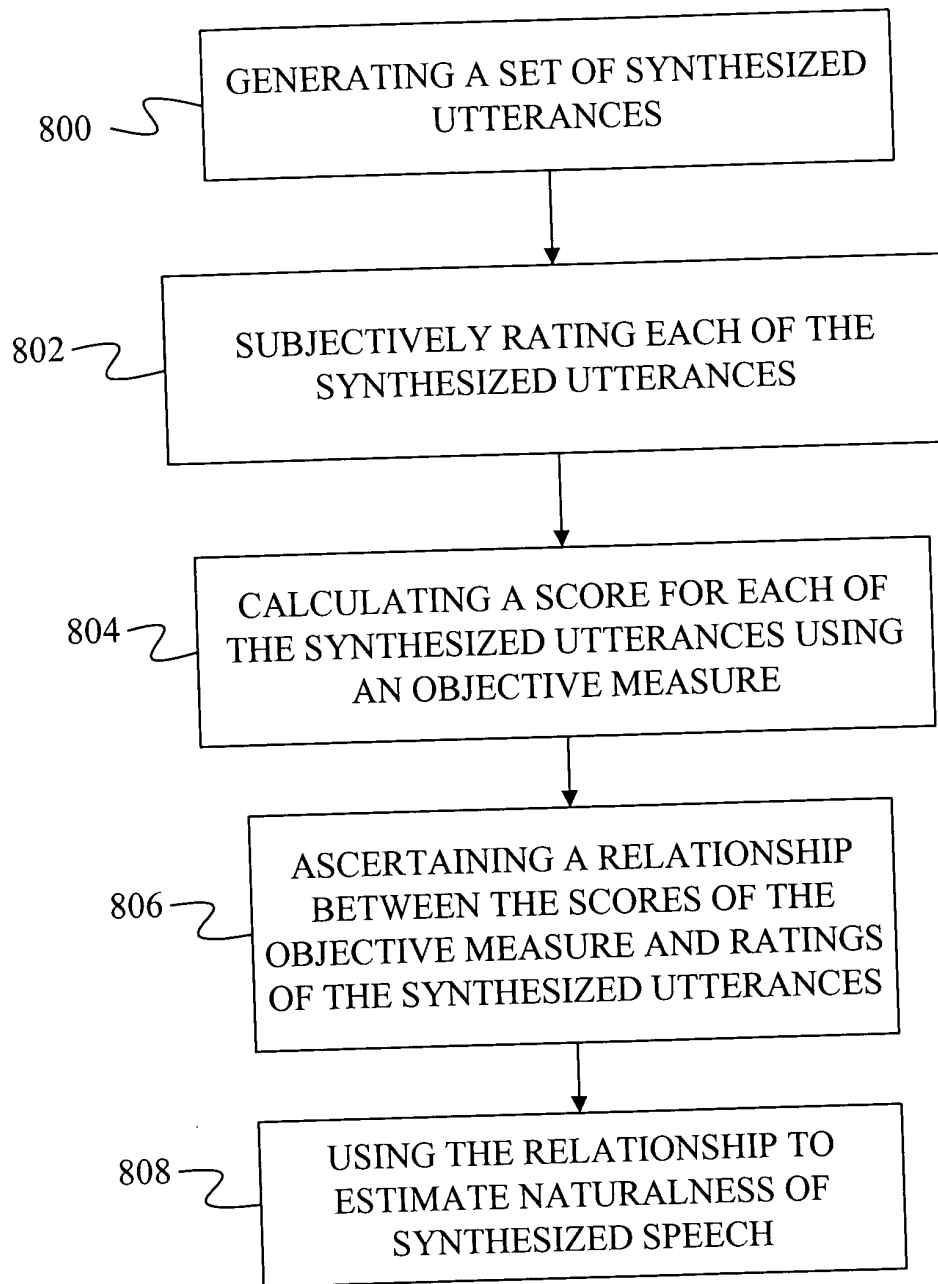 GENERATING A SET OF SYNTHESIZED
UTTERANCES
800
SUBJECTIVELY RATING EACH OF THE
SYNTHESIZED UTTERANCES
802
CALCULATING A SCORE FOR EACH OF
THE SYNTHESIZED UTTERANCES USING
AN OBJECTIVE MEASURE
804
ASCERTAINING A RELATIONSHIP
BETWEEN THE SCORES OF THE
OBJECTIVE MEASURE AND RATINGS
OF THE SYNTHESIZED UTTERANCES
806
USING THE RELATIONSHIP TO
ESTIMATE NATURALNESS OF
SYNTHESIZED SPEECH
808